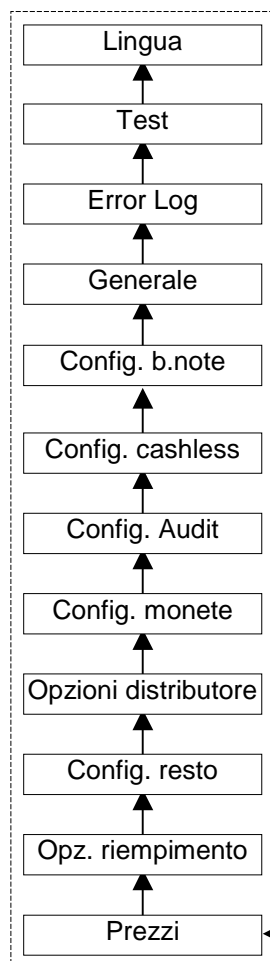 Lingua
Test
Error Log
Generale
Config. b.note
Config. cashless
Config. Audit
Config. monete
Opzioni distributore
Config. resto
Opz. riempimento
Prezzi